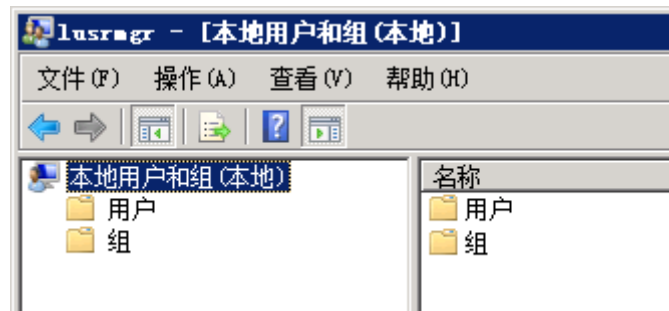 lusrmgr - [本地用户和组(本地)]
文件(F) 操作(A) 查看(V) 帮助(H)
本地用户和组(本地)
用户
组
名称
用户
组